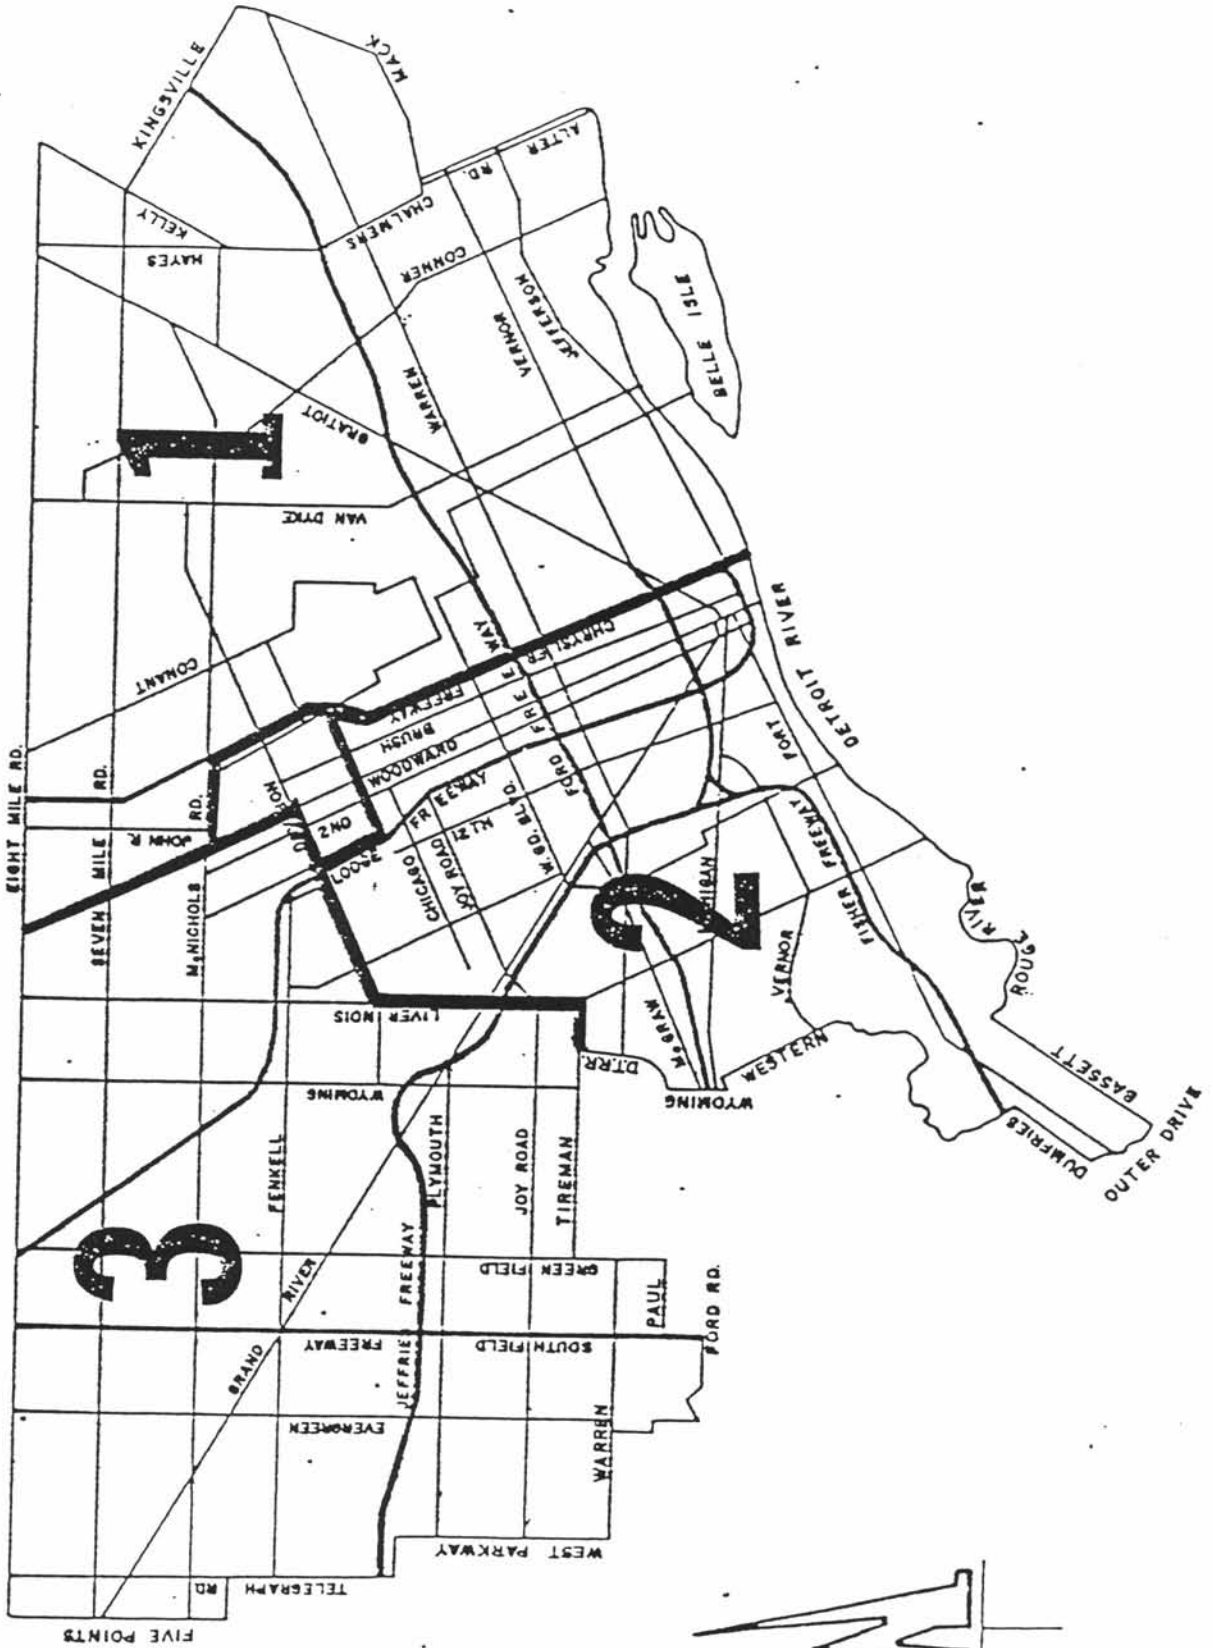 KINGSVILLE
MACK
ALTER
RD.
KELLY
HAYES
CHALMERS
CONNER
JEFFERSON
VERNOR
BELLE ISLE
WARREN
GRATIOT
1
VAN DYKE
CONANT
CHRYSLER
FREEWAY
DETROIT RIVER
BRUSH
WOODWARD
FORD FREE WAY
FORT
EIGHT MILE RD.
SEVEN MILE RD.
JOHN R.
McNICHOLS RD.
2ND
LODGE
FREEWAY
12TH
CHICAGO
JOY ROAD
W. GD. BLVD.
2
FISHER FREEWAY
ROUGE RIVER
VERNOR
LIVERNOIS
McGRAW
WESTERN
D.T.RR.
WYOMING
WYOMING
BASSETT
DUMFRIES
OUTER DRIVE
FENKELL
PLYMOUTH
JOY ROAD
TIREMAN
3
GREENFIELD
GRAND RIVER
JEFFRIES FREEWAY
PAUL
FORD RD.
SOUTHFIELD FREEWAY
EVERGREEN
WARREN
WEST PARKWAY
TELEGRAPH RD.
FIVE POINTS